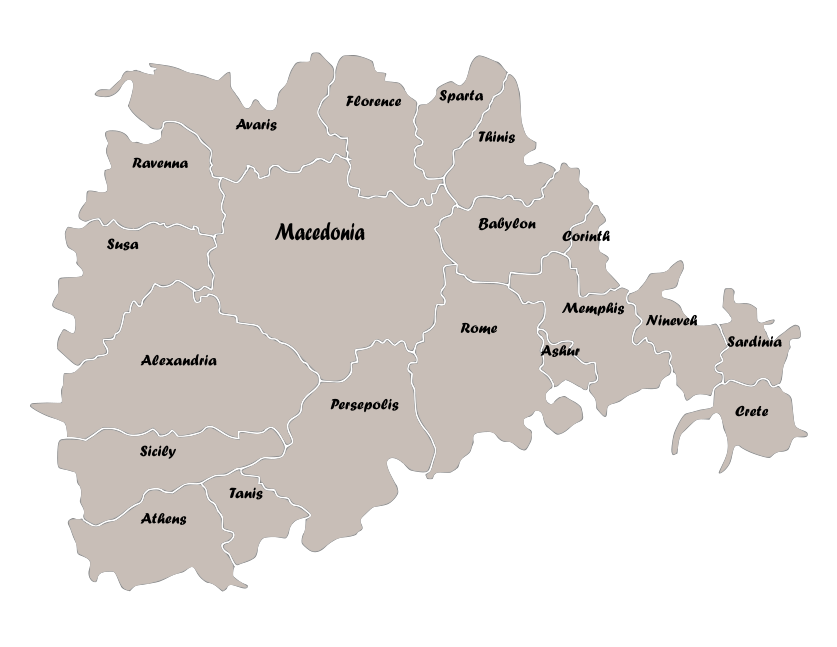 Sparta
Florence
Avaris
Thinis
Ravenna
Babylon
Macedonia
Corinth
Susa
Memphis
Nineveh
Rome
Sardinia
Ashur
Alexandria
Persepolis
Crete
Sicily
Tanis
Athens